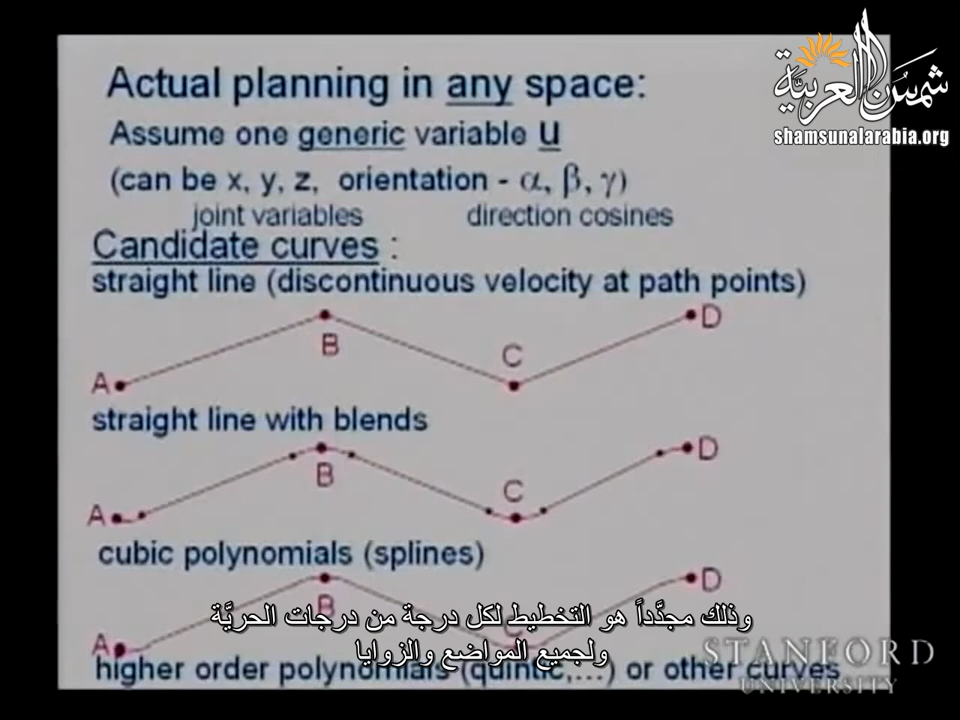 Actual planning in any space:
شمس العربية
shamsunalarabia.org
Assume one generic variable u
(can be x, y, z, orientation - α, β, γ)
joint variables direction cosines
Candidate curves :
straight line (discontinuous velocity at path points)
A B C D
straight line with blends
A B C D
cubic polynomials (splines)
A B C D
وذلك مجدَّداً هو التخطيط لكل درجة من درجات الحريَّة
ولجميع المواضع والزوايا
higher order polynomials (quintic,...) or other curves
STANFORD
UNIVERSITY